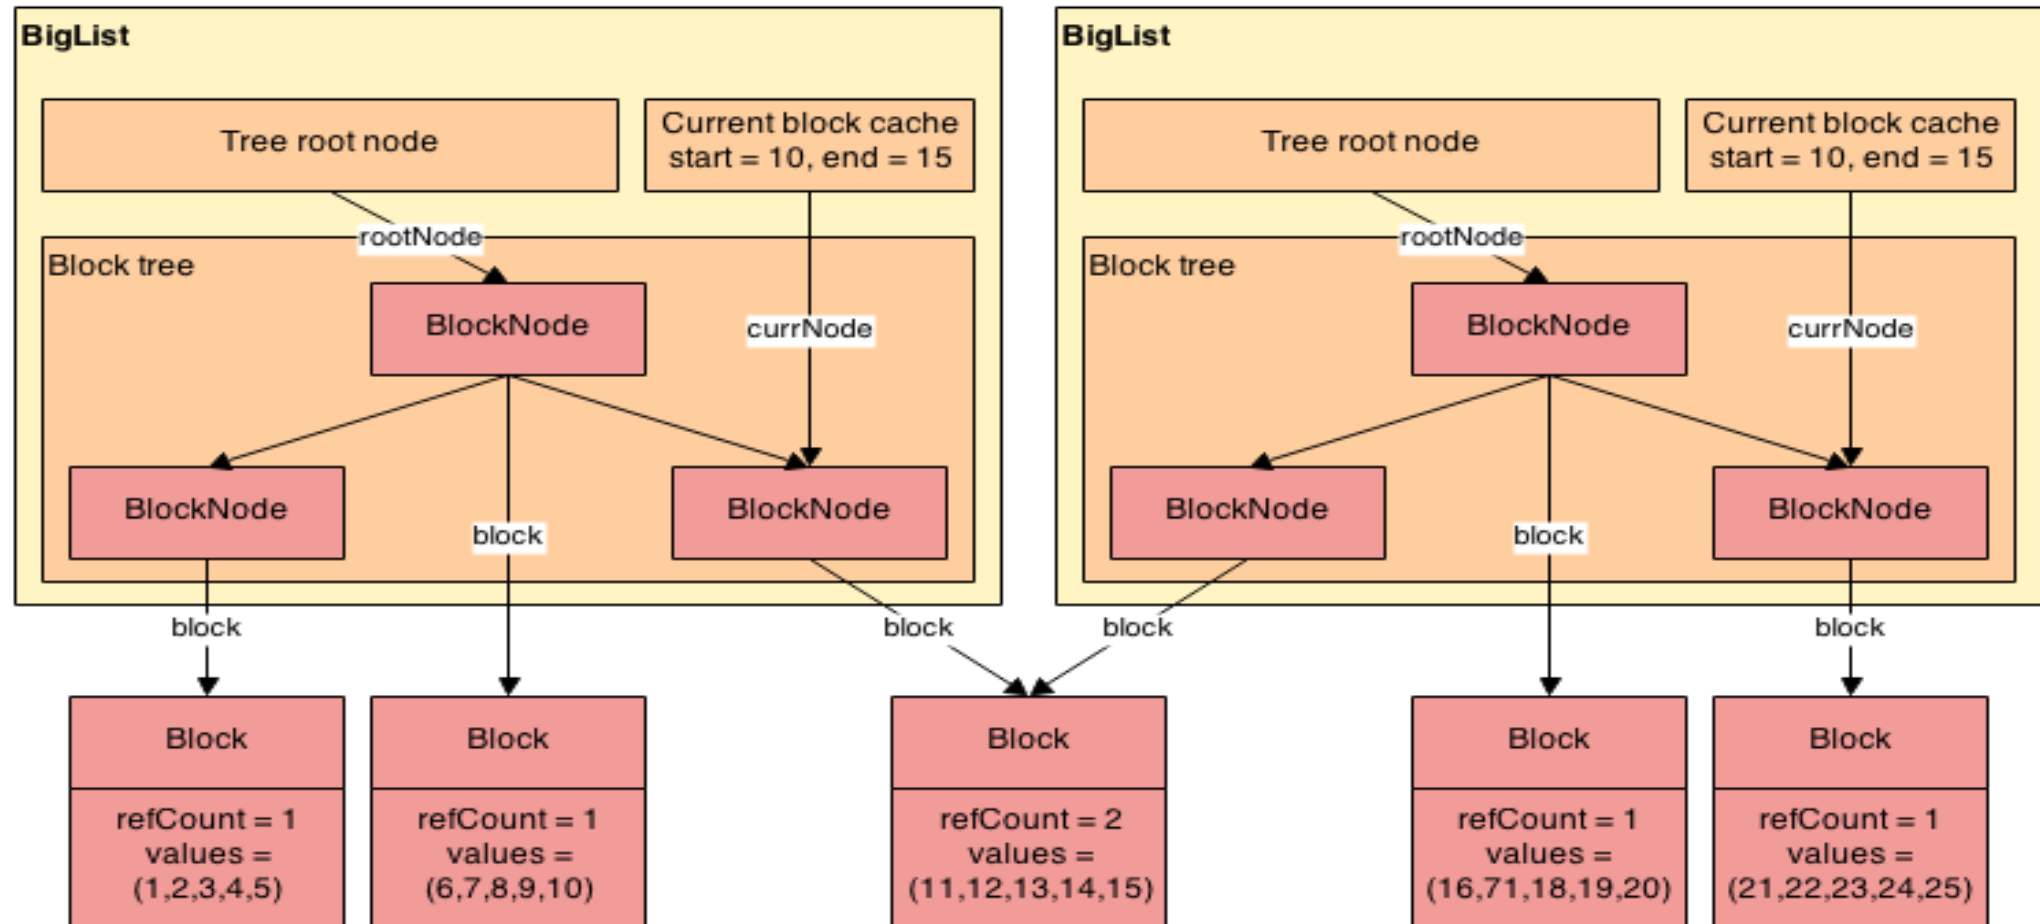 BigList
Tree root node
Current block cache
start = 10, end = 15
rootNode
Block tree
BlockNode
currNode
BlockNode
BlockNode
block
block
block
BigList
Tree root node
Current block cache
start = 10, end = 15
rootNode
Block tree
BlockNode
currNode
BlockNode
BlockNode
block
block
block
Block
refCount = 1
values =
(1,2,3,4,5)
Block
refCount = 1
values =
(6,7,8,9,10)
Block
refCount = 2
values =
(11,12,13,14,15)
Block
refCount = 1
values =
(16,71,18,19,20)
Block
refCount = 1
values =
(21,22,23,24,25)